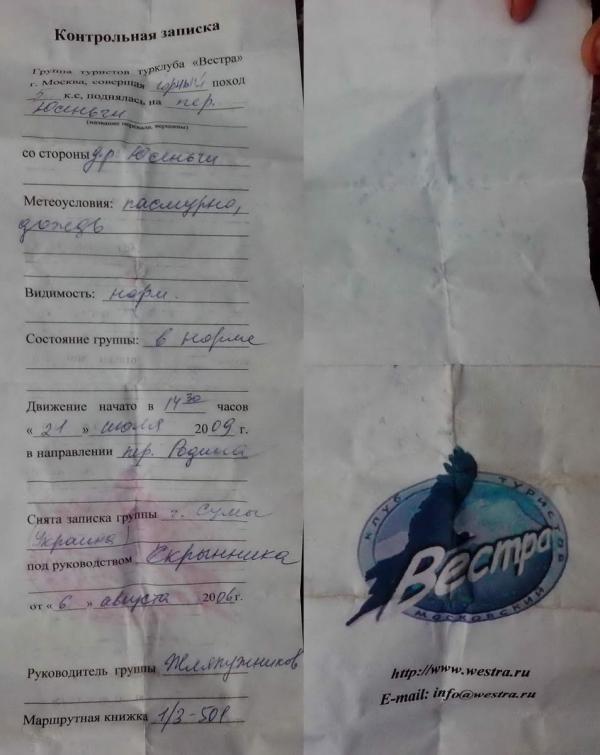 Контрольная записка
Группа туристов турклуба «Вестра»
г. Москва, совершая горный поход
5 к.с, поднялась на пер.
Юсеньги
(название перевала, вершины)
со стороны д.р. Юсеньги
Метеоусловия: пасмурно,
дождь
Видимость: норм.
Состояние группы: в норме
Движение начато в 14 30 часов
« 21 » июля 2009 г.
в направлении пер. Родина
Снята записка группы г. Сумы
(Украина)
под руководством Скрынника
от « 6 » августа 2006г.
Руководитель группы
Маршрутная книжка 1/3-501
КЛУБ ТУРИСТОВ
Вестра
МОСКОВСКИЙ
http://www.westra.ru
E-mail: info@westra.ru